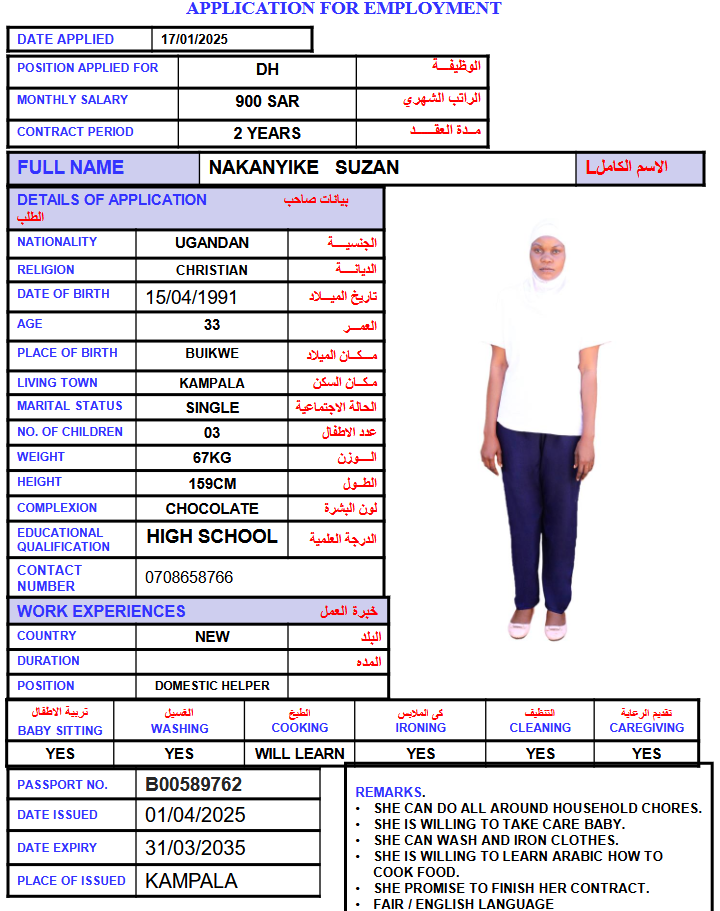 APPLICATION FOR EMPLOYMENT
DATE APPLIED 17/01/2025
POSITION APPLIED FOR DH الوظيفـــة
MONTHLY SALARY 900 SAR الراتب الشهري
CONTRACT PERIOD 2 YEARS مـدة العقـــد
FULL NAME NAKANYIKE SUZAN الاسم الكاملL
DETAILS OF APPLICATION بيانات صاحب
الطلب
NATIONALITY UGANDAN الجنسيـــة
RELIGION CHRISTIAN الديانـــة
DATE OF BIRTH 15/04/1991 تاريخ الميــلاد
AGE 33 العمــر
PLACE OF BIRTH BUIKWE مــكـان الميلاد
LIVING TOWN KAMPALA مكــان السكن
MARITAL STATUS SINGLE الحالة الاجتماعية
NO. OF CHILDREN 03 عدد الاطفال
WEIGHT 67KG الـــوزن
HEIGHT 159CM الطــول
COMPLEXION CHOCOLATE لون البشرة
EDUCATIONAL QUALIFICATION HIGH SCHOOL الدرجة العلمية
CONTACT NUMBER 0708658766
WORK EXPERIENCES خبرة العمل
COUNTRY NEW البلد
DURATION المده
POSITION DOMESTIC HELPER
تربية الاطفال الغسيل الطبخ كى الملابس التنظيف تقديم الرعاية
BABY SITTING WASHING COOKING IRONING CLEANING CAREGIVING
YES YES WILL LEARN YES YES YES
PASSPORT NO. B00589762
DATE ISSUED 01/04/2025
DATE EXPIRY 31/03/2035
PLACE OF ISSUED KAMPALA
REMARKS.
• SHE CAN DO ALL AROUND HOUSEHOLD CHORES.
• SHE IS WILLING TO TAKE CARE BABY.
• SHE CAN WASH AND IRON CLOTHES.
• SHE IS WILLING TO LEARN ARABIC HOW TO
COOK FOOD.
• SHE PROMISE TO FINISH HER CONTRACT.
• FAIR / ENGLISH LANGUAGE